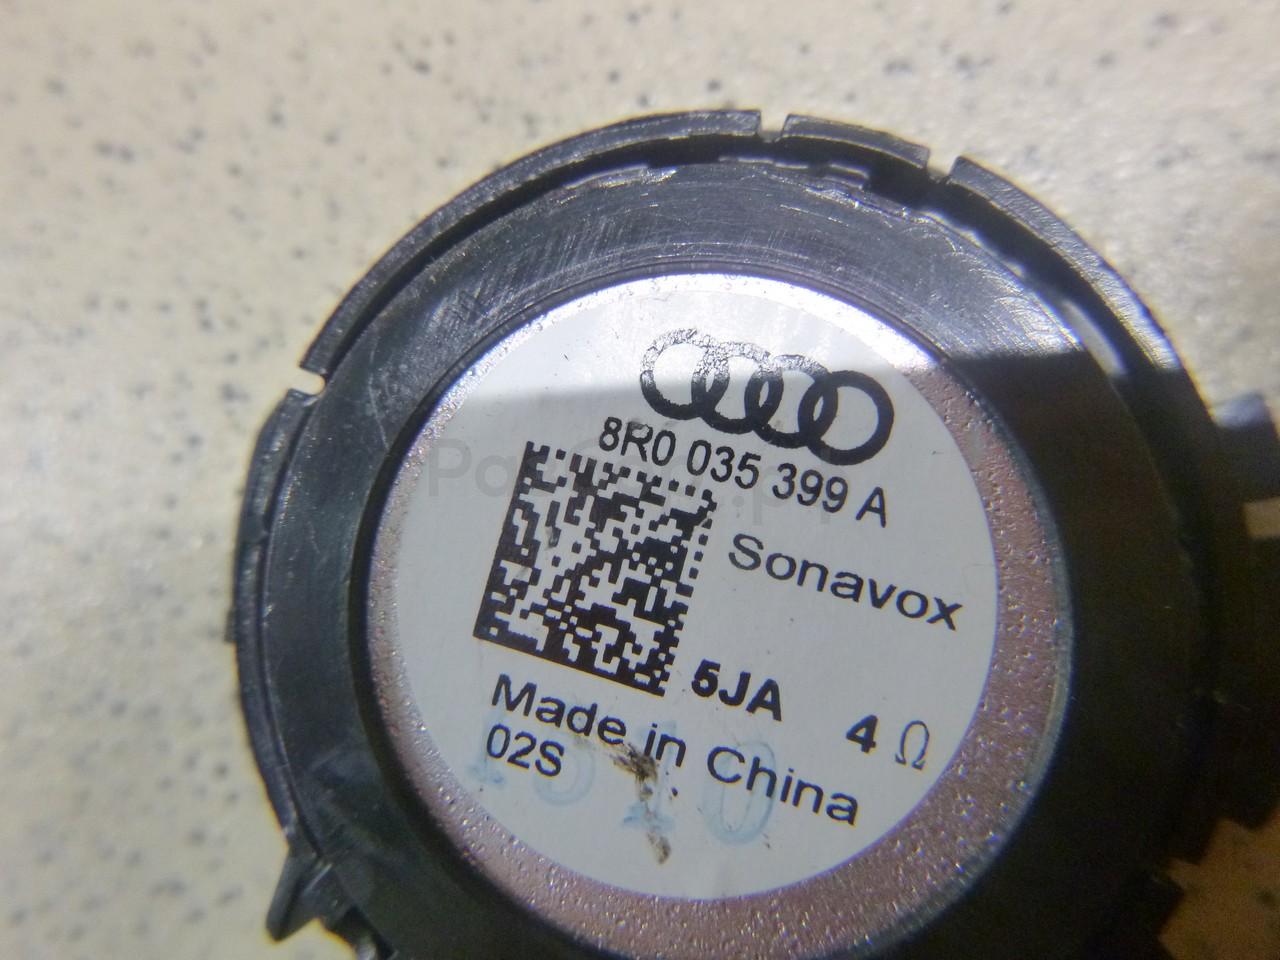 8R0 035 399 A
Sonavox
5JA
4 Ω
Made in China
02S